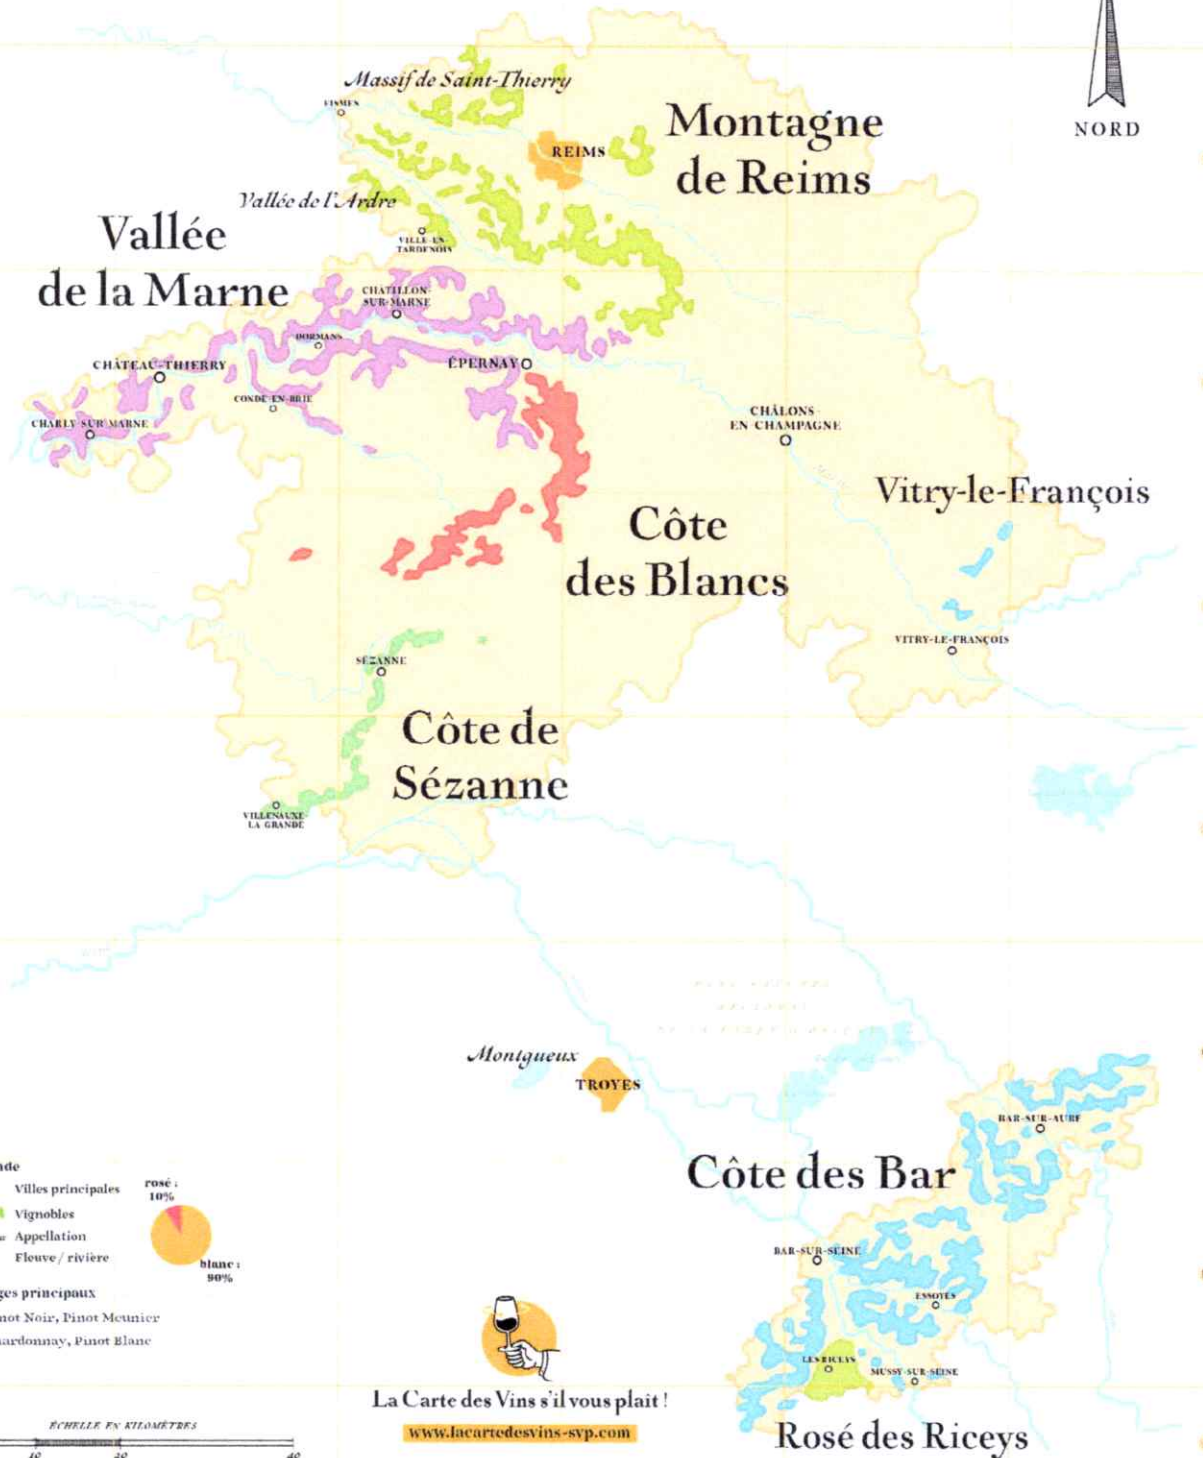 NORD
Massif de Saint-Thierry
FISMES
Montagne
de Reims
REIMS
Vallée de l'Ardre
Vallée
de la Marne
VILLE-EN-
TARDENOIS
CHATILLON-
SUR-MARNE
DORMANS
CHÂTEAU-THIERRY
ÉPERNAY
CONDÉ-EN-BRIE
CHARLY-SUR-MARNE
CHÂLONS-
EN-CHAMPAGNE
Vitry-le-François
Côte
des Blancs
VITRY-LE-FRANÇOIS
SÉZANNE
Côte de
Sézanne
VILLENAUXE-
LA GRANDE
Montgueux
TROYES
BAR-SUR-AUBE
Côte des Bar
BAR-SUR-SEINE
ESSOYES
LES RICEYS
MUSSY-SUR-SEINE
Rosé des Riceys
Villes principales
Vignobles
Appellation
Fleuve / rivière
rosé :
10%
blanc :
90%
principaux
Noir, Pinot Meunier
Pinot Blanc
ÉCHELLE EN KILOMÈTRES
La Carte des Vins s'il vous plait !
www.lacartedesvins-svp.com